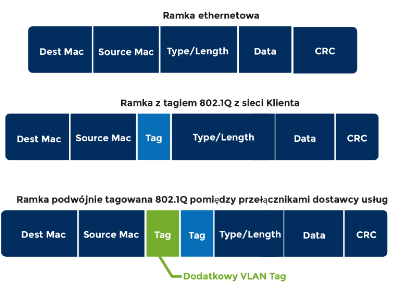 Ramka ethernetowa
Dest Mac Source Mac Type/Length Data CRC
Ramka z tagiem 802.1Q z sieci Klienta
Dest Mac Source Mac Tag Type/Length Data CRC
Ramka podwójnie tagowana 802.1Q pomiędzy przełącznikami dostawcy usług
Dest Mac Source Mac Tag Tag Type/Length Data CRC
Dodatkowy VLAN Tag